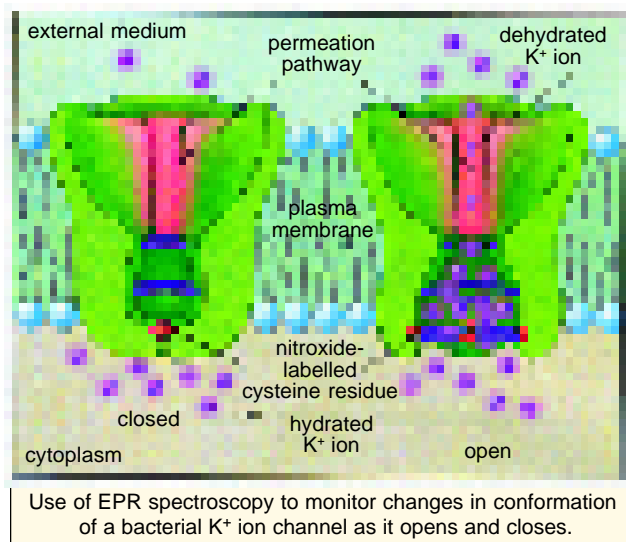 external medium
permeation
pathway
dehydrated
K⁺ ion
plasma
membrane
nitroxide-
labelled
cysteine residue
closed
hydrated
K⁺ ion
open
cytoplasm
Use of EPR spectroscopy to monitor changes in conformation
of a bacterial K⁺ ion channel as it opens and closes.